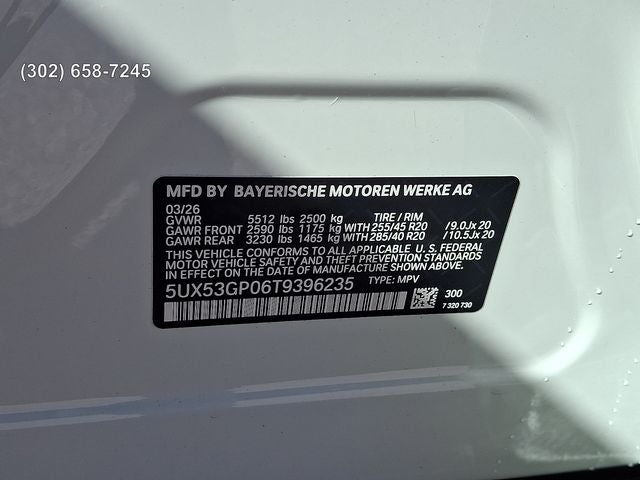 (302) 658-7245
MFD BY BAYERISCHE MOTOREN WERKE AG
03/26
GVWR 5512 lbs 2500 kg TIRE / RIM
GAWR FRONT 2590 lbs 1175 kg WITH 255/45 R20 /9.0Jx 20
GAWR REAR 3230 lbs 1465 kg WITH 285/40 R20 /10.5Jx 20
THIS VEHICLE CONFORMS TO ALL APPLICABLE U. S. FEDERAL
MOTOR VEHICLE SAFETY AND THEFT PREVENTION STANDARDS
IN EFFECT ON THE DATE OF MANUFACTURE SHOWN ABOVE.
5UX53GP06T9396235 TYPE: MPV
300
7 320 730